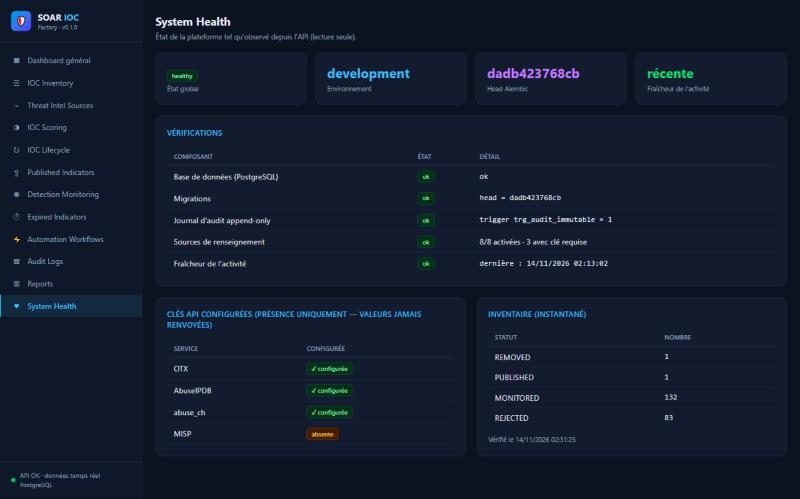 SOAR IOC
Factory · v0.1.0
Dashboard général
IOC Inventory
Threat Intel Sources
IOC Scoring
IOC Lifecycle
Published Indicators
Detection Monitoring
Expired Indicators
Automation Workflows
Audit Logs
Reports
System Health
API OK · données temps réel
PostgreSQL
System Health
État de la plateforme tel qu'observé depuis l'API (lecture seule).
healthy
État global
development
Environnement
dadb423768cb
Head Alembic
récente
Fraîcheur de l'activité
VÉRIFICATIONS
COMPOSANT ÉTAT DÉTAIL
Base de données (PostgreSQL) ok ok
Migrations ok head = dadb423768cb
Journal d'audit append-only ok trigger trg_audit_immutable × 1
Sources de renseignement ok 8/8 activées · 3 avec clé requise
Fraîcheur de l'activité ok dernière : 14/11/2026 02:13:02
CLÉS API CONFIGURÉES (PRÉSENCE UNIQUEMENT — VALEURS JAMAIS
RENVOYÉES)
SERVICE CONFIGURÉE
OTX ✓ configurée
AbuseIPDB ✓ configurée
abuse_ch ✓ configurée
MISP absente
INVENTAIRE (INSTANTANÉ)
STATUT NOMBRE
REMOVED 1
PUBLISHED 1
MONITORED 132
REJECTED 83
Vérifié le 14/11/2026 02:31:25